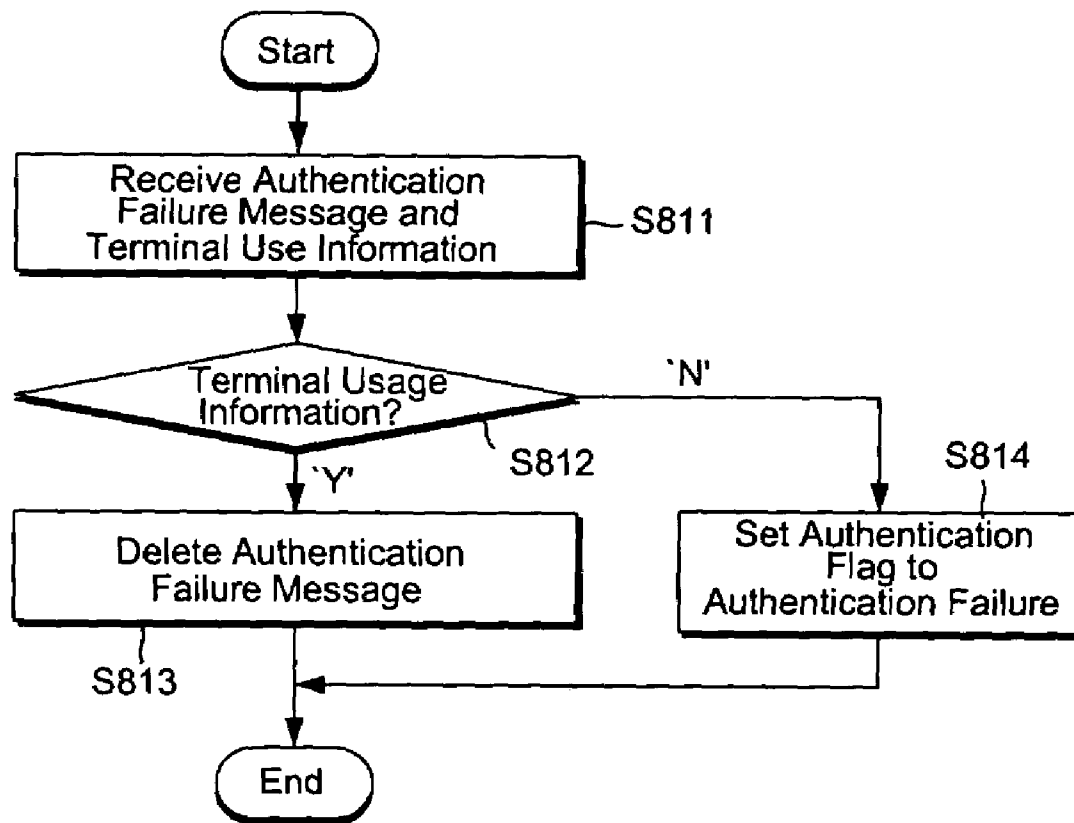 Start
Receive Authentication
Failure Message and
Terminal Use Information
S811
Terminal Usage
Information?
`N'
S812
`Y'
S814
Delete Authentication
Failure Message
Set Authentication
Flag to
Authentication Failure
S813
End